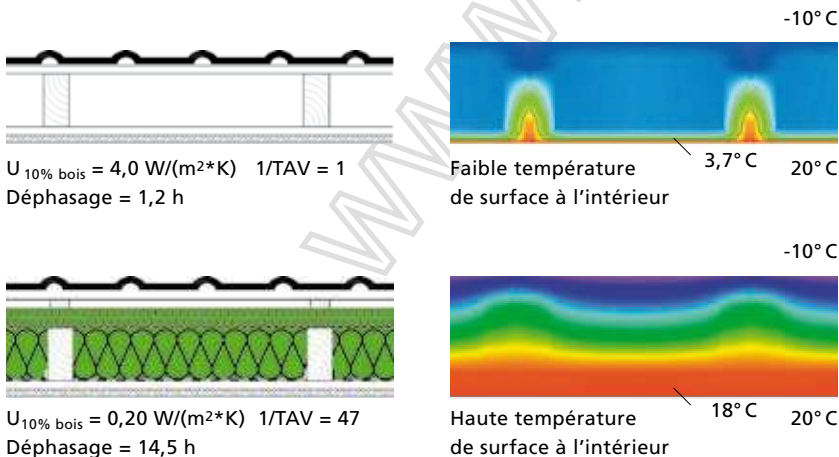 -10° C
3,7° C
20° C
U10% bois = 4,0 W/(m²*K) 1/TAV = 1
Déphasage = 1,2 h
Faible température
de surface à l'intérieur
-10° C
18° C
20° C
U10% bois = 0,20 W/(m²*K) 1/TAV = 47
Déphasage = 14,5 h
Haute température
de surface à l'intérieur